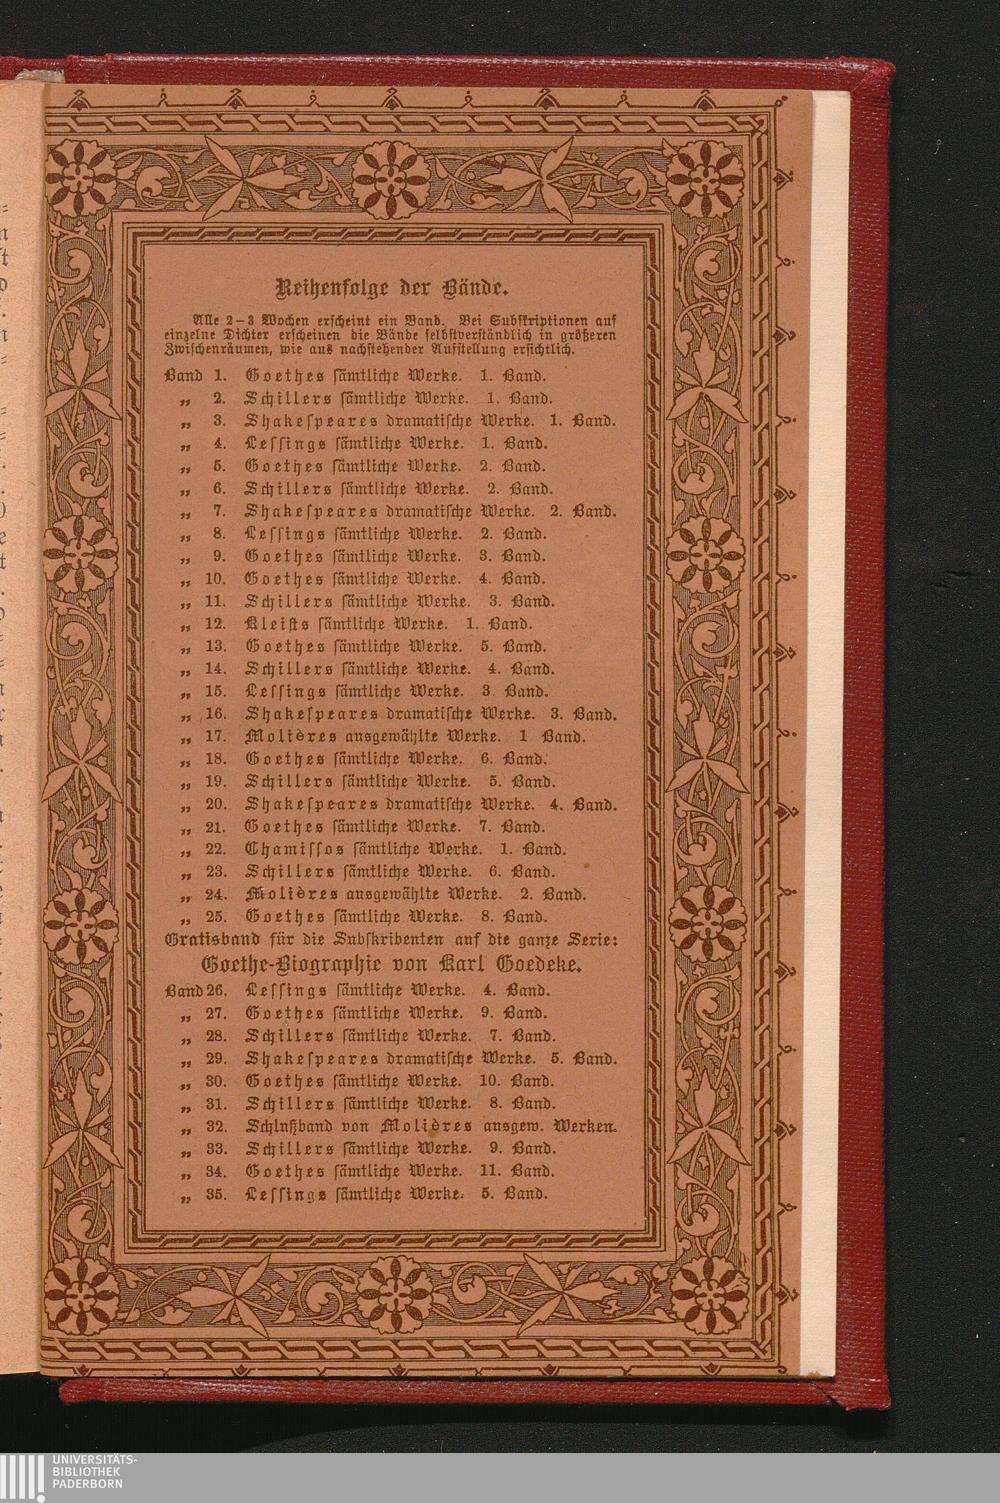 Reihenfolge der Bände.
Alle 2–3 Wochen erscheint ein Band. Bei Subskriptionen auf
einzelne Dichter erscheinen die Bände selbstverständlich in größeren
Zwischenräumen, wie aus nachstehender Aufstellung ersichtlich.
Band 1. Goethes sämtliche Werke. 1. Band.
„ 2. Schillers sämtliche Werke. 1. Band.
„ 3. Shakespeares dramatische Werke. 1. Band.
„ 4. Lessings sämtliche Werke. 1. Band.
„ 5. Goethes sämtliche Werke. 2. Band.
„ 6. Schillers sämtliche Werke. 2. Band.
„ 7. Shakespeares dramatische Werke. 2. Band.
„ 8. Lessings sämtliche Werke. 2. Band.
„ 9. Goethes sämtliche Werke. 3. Band.
„ 10. Goethes sämtliche Werke. 4. Band.
„ 11. Schillers sämtliche Werke. 3. Band.
„ 12. Kleists sämtliche Werke. 1. Band.
„ 13. Goethes sämtliche Werke. 5. Band.
„ 14. Schillers sämtliche Werke. 4. Band.
„ 15. Lessings sämtliche Werke. 3 Band.
„ 16. Shakespeares dramatische Werke. 3. Band.
„ 17. Molières ausgewählte Werke. 1 Band.
„ 18. Goethes sämtliche Werke. 6. Band.
„ 19. Schillers sämtliche Werke. 5. Band.
„ 20. Shakespeares dramatische Werke. 4. Band.
„ 21. Goethes sämtliche Werke. 7. Band.
„ 22. Chamissos sämtliche Werke. 1. Band.
„ 23. Schillers sämtliche Werke. 6. Band.
„ 24. Molières ausgewählte Werke. 2. Band.
„ 25. Goethes sämtliche Werke. 8. Band.
Gratisband für die Subskribenten auf die ganze Serie:
Goethe-Biographie von Karl Goedeke.
Band 26. Lessings sämtliche Werke. 4. Band.
„ 27. Goethes sämtliche Werke. 9. Band.
„ 28. Schillers sämtliche Werke. 7. Band.
„ 29. Shakespeares dramatische Werke. 5. Band.
„ 30. Goethes sämtliche Werke. 10. Band.
„ 31. Schillers sämtliche Werke. 8. Band.
„ 32. Schlußband von Molières ausgew. Werken.
„ 33. Schillers sämtliche Werke. 9. Band.
„ 34. Goethes sämtliche Werke. 11. Band.
„ 35. Lessings sämtliche Werke. 5. Band.
UNIVERSITÄTS-
BIBLIOTHEK
PADERBORN